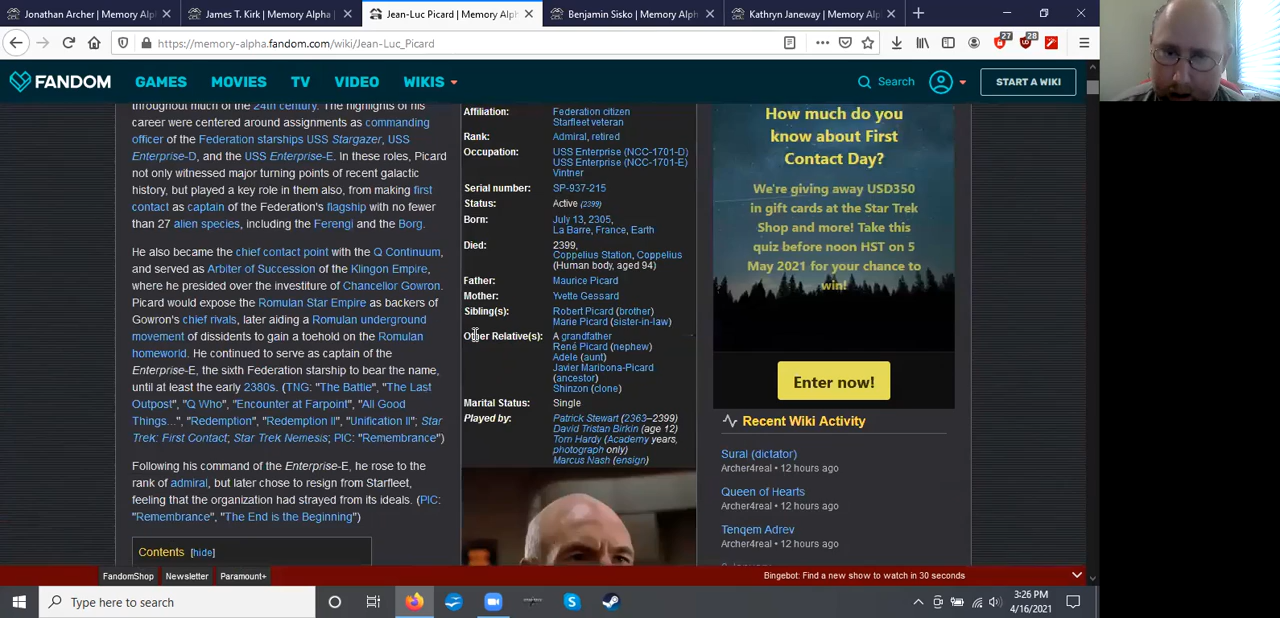 Jonathan Archer | Memory Alpha
James T. Kirk | Memory Alpha
Jean-Luc Picard | Memory Alpha
Benjamin Sisko | Memory Alpha
Kathryn Janeway | Memory Alpha
https://memory-alpha.fandom.com/wiki/Jean-Luc_Picard
27
28
FANDOM
GAMES
MOVIES
TV
VIDEO
WIKIS
Search
START A WIKI
throughout much of the 24th century. The highlights of his
career were centered around assignments as commanding
officer of the Federation starships USS Stargazer, USS
Enterprise-D, and the USS Enterprise-E. In these roles, Picard
not only witnessed major turning points of recent galactic
history, but played a key role in them also, from making first
contact as captain of the Federation's flagship with no fewer
than 27 alien species, including the Ferengi and the Borg.
He also became the chief contact point with the Q Continuum,
and served as Arbiter of Succession of the Klingon Empire,
where he presided over the investiture of Chancellor Gowron.
Picard would expose the Romulan Star Empire as backers of
Gowron's chief rivals, later aiding a Romulan underground
movement of dissidents to gain a toehold on the Romulan
homeworld. He continued to serve as captain of the
Enterprise-E, the sixth Federation starship to bear the name,
until at least the early 2380s. (TNG: "The Battle", "The Last
Outpost", "Q Who", "Encounter at Farpoint", "All Good
Things...", "Redemption", "Redemption II", "Unification II"; Star
Trek: First Contact; Star Trek Nemesis; PIC: "Remembrance")
Following his command of the Enterprise-E, he rose to the
rank of admiral, but later chose to resign from Starfleet,
feeling that the organization had strayed from its ideals. (PIC:
"Remembrance", "The End is the Beginning")
Contents [hide]
Affiliation: Federation citizen
Starfleet veteran
Rank: Admiral, retired
Occupation: USS Enterprise (NCC-1701-D)
USS Enterprise (NCC-1701-E)
Vintner
Serial number: SP-937-215
Status: Active (2399)
Born: July 13, 2305,
La Barre, France, Earth
Died: 2399,
Coppelius Station, Coppelius
(Human body, aged 94)
Father: Maurice Picard
Mother: Yvette Gessard
Sibling(s): Robert Picard (brother)
Marie Picard (sister-in-law)
Other Relative(s): A grandfather
René Picard (nephew)
Adele (aunt)
Javier Maribona-Picard
(ancestor)
Shinzon (clone)
Marital Status: Single
Played by: Patrick Stewart (2363–2399)
David Tristan Birkin (age 12)
Tom Hardy (Academy years,
photograph only)
Marcus Nash (ensign)
How much do you
know about First
Contact Day?
We're giving away USD350
in gift cards at the Star Trek
Shop and more! Take this
quiz before noon HST on 5
May 2021 for your chance to
win!
Enter now!
Recent Wiki Activity
Sural (dictator)
Archer4real • 12 hours ago
Queen of Hearts
Archer4real • 12 hours ago
Tenqem Adrev
Archer4real • 12 hours ago
FandomShop
Newsletter
Paramount+
Bingebot: Find a new show to watch in 30 seconds
Type here to search
3:26 PM
4/16/2021